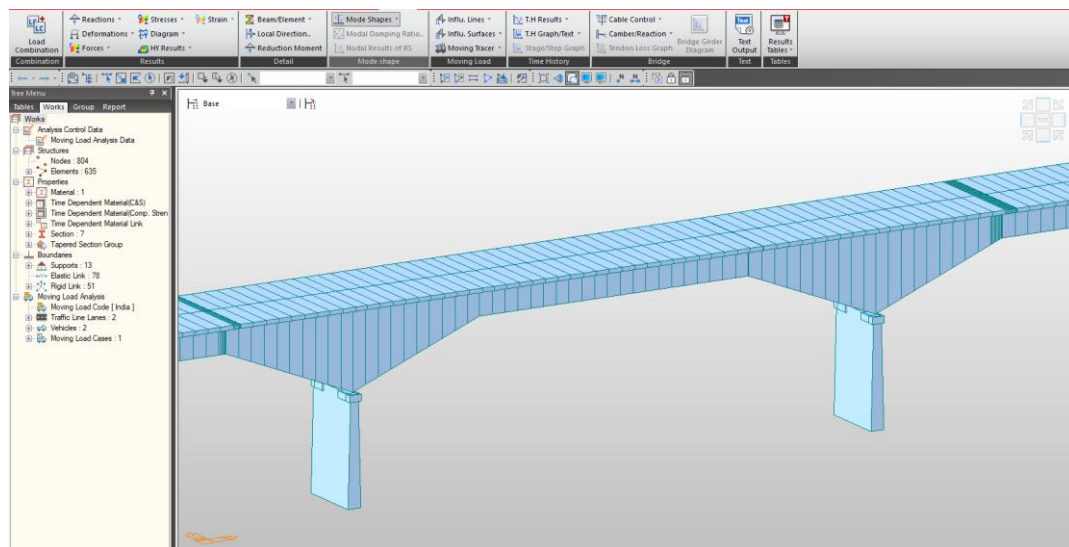 Load Combination
Combination
Reactions
Deformations
Forces
Stresses
Diagram
HY Results
Strain
Results
Beam/Element
Local Direction..
Reduction Moment
Detail
Mode Shapes
Modal Damping Ratio..
Nodal Results of RS
Mode shape
Influ. Lines
Influ. Surfaces
Moving Tracer
Moving Load
T.H Results
T.H Graph/Text
Stage/Step Graph
Time History
Cable Control
Camber/Reaction
Tendon Loss Graph
Bridge Girder Diagram
Bridge
Text Output
Text
Results Tables
Tables
Tree Menu
Tables Works Group Report
Works
Analysis Control Data
Moving Load Analysis Data
Structures
Nodes : 804
Elements : 635
Properties
Material : 1
Time Dependent Material(C&S)
Time Dependent Material(Comp. Stren
Time Dependent Material Link
Section : 7
Tapered Section Group
Boundaries
Supports : 13
Elastic Link : 78
Rigid Link : 51
Moving Load Analysis
Moving Load Code [ India ]
Traffic Line Lanes : 2
Vehicles : 2
Moving Load Cases : 1
Base